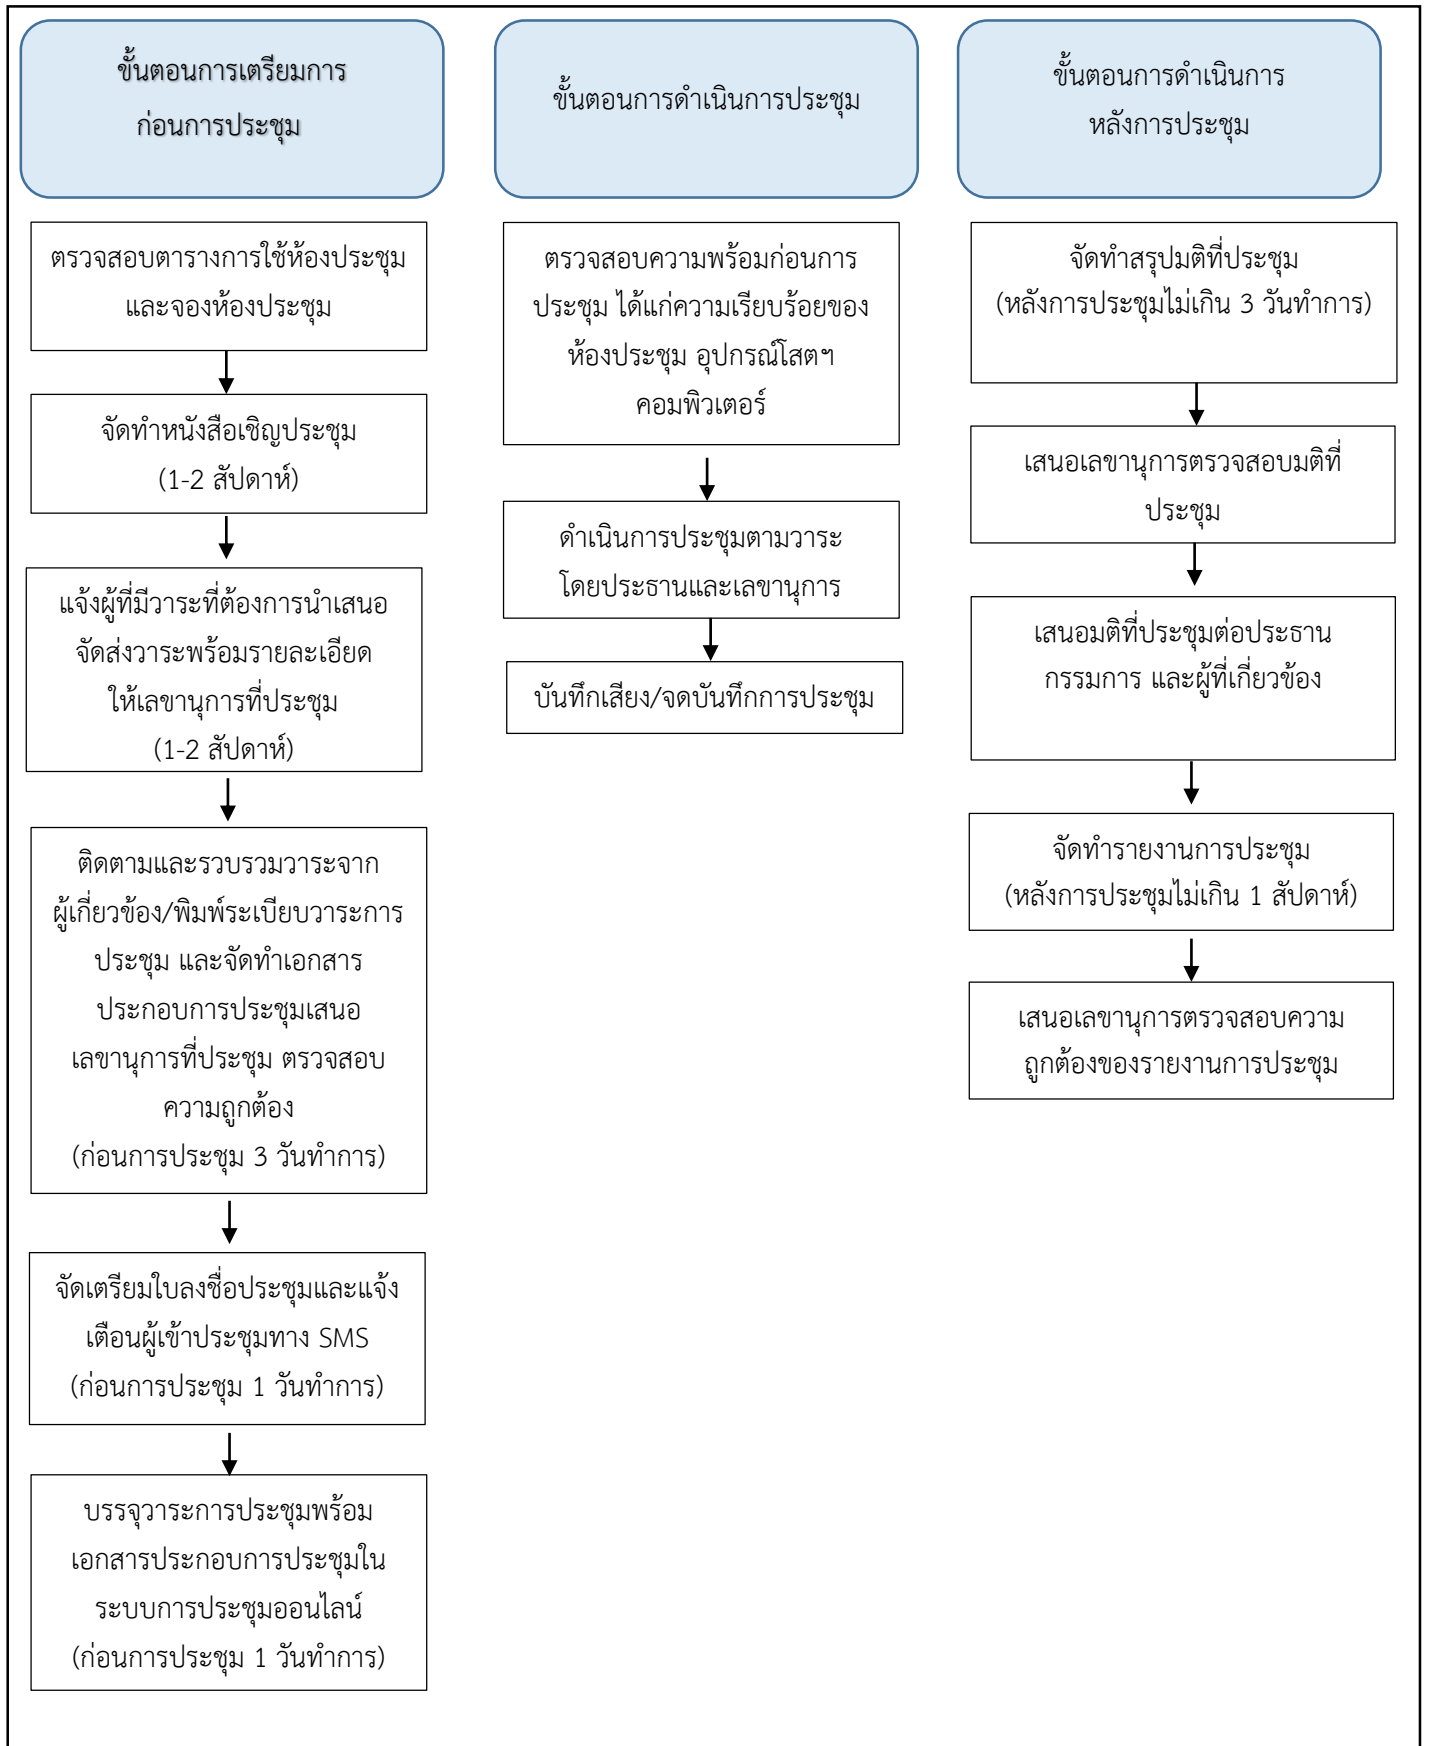 ขั้นตอนการเตรียมการ
ก่อนการประชุม
ตรวจสอบตารางการใช้ห้องประชุม
และจองห้องประชุม
จัดทำหนังสือเชิญประชุม
(1-2 สัปดาห์)
แจ้งผู้ที่มีวาระที่ต้องการนำเสนอ
จัดส่งวาระพร้อมรายละเอียด
ให้เลขานุการที่ประชุม
(1-2 สัปดาห์)
ติดตามและรวบรวมวาระจาก
ผู้เกี่ยวข้อง/พิมพ์ระเบียบวาระการ
ประชุม และจัดทำเอกสาร
ประกอบการประชุมเสนอ
เลขานุการที่ประชุม ตรวจสอบ
ความถูกต้อง
(ก่อนการประชุม 3 วันทำการ)
จัดเตรียมใบลงชื่อประชุมและแจ้ง
เตือนผู้เข้าประชุมทาง SMS
(ก่อนการประชุม 1 วันทำการ)
บรรจุวาระการประชุมพร้อม
เอกสารประกอบการประชุมใน
ระบบการประชุมออนไลน์
(ก่อนการประชุม 1 วันทำการ)
ขั้นตอนการดำเนินการประชุม
ตรวจสอบความพร้อมก่อนการ
ประชุม ได้แก่ความเรียบร้อยของ
ห้องประชุม อุปกรณ์โสตฯ
คอมพิวเตอร์
ดำเนินการประชุมตามวาระ
โดยประธานและเลขานุการ
บันทึกเสียง/จดบันทึกการประชุม
ขั้นตอนการดำเนินการ
หลังการประชุม
จัดทำสรุปมติที่ประชุม
(หลังการประชุมไม่เกิน 3 วันทำการ)
เสนอเลขานุการตรวจสอบมติที่
ประชุม
เสนอมติที่ประชุมต่อประธาน
กรรมการ และผู้ที่เกี่ยวข้อง
จัดทำรายงานการประชุม
(หลังการประชุมไม่เกิน 1 สัปดาห์)
เสนอเลขานุการตรวจสอบความ
ถูกต้องของรายงานการประชุม